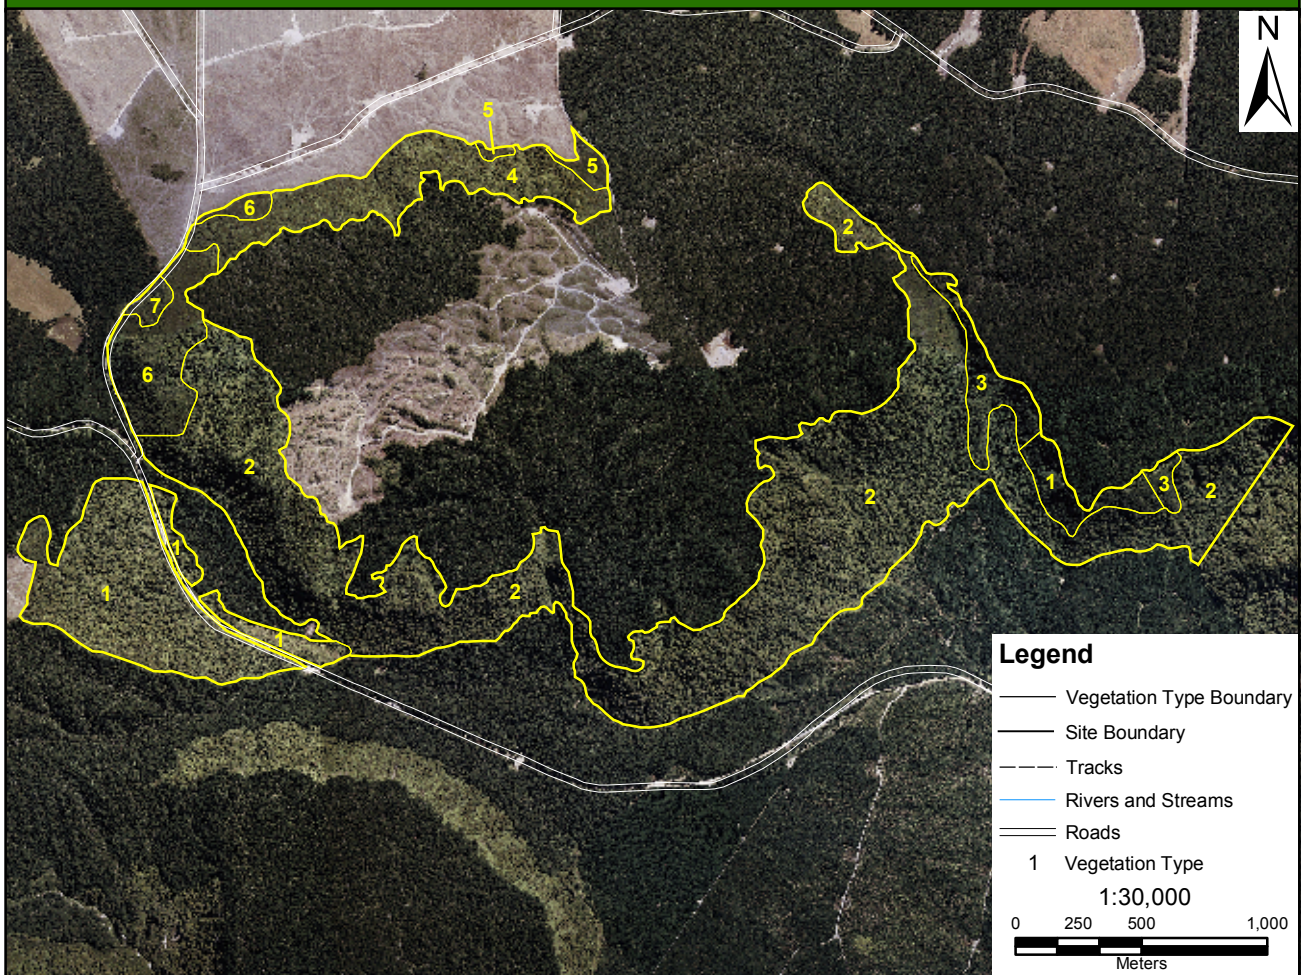 N
5
5
4
6
2
7
6
3
2
2
1
3
2
1
1
2
1
Legend
Vegetation Type Boundary
Site Boundary
Tracks
Rivers and Streams
Roads
1 Vegetation Type
1:30,000
0 250 500 1,000
Meters